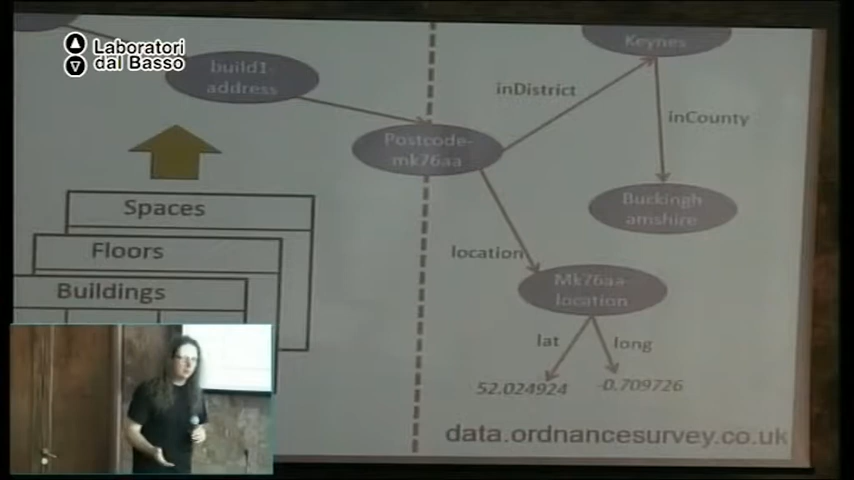 Laboratori
dal Basso
build1-
address
Keynes
inDistrict
inCounty
Postcode-
mk76aa
Buckingh
amshire
Spaces
Floors
Buildings
location
Mk76aa-
location
lat
long
52.024924
-0.709726
data.ordnancesurvey.co.uk